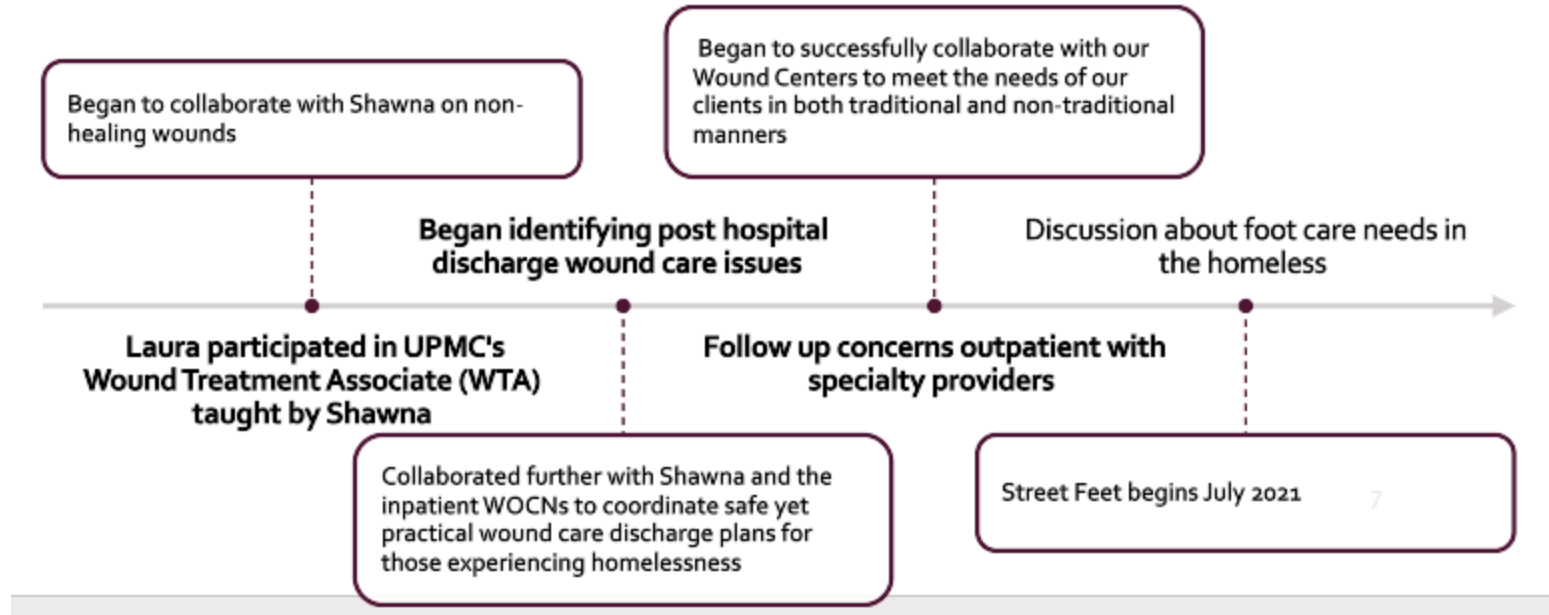 Began to collaborate with Shawna on non-
healing wounds
Began to successfully collaborate with our
Wound Centers to meet the needs of our
clients in both traditional and non-traditional
manners
Began identifying post hospital
discharge wound care issues
Discussion about foot care needs in
the homeless
Laura participated in UPMC's
Wound Treatment Associate (WTA)
taught by Shawna
Follow up concerns outpatient with
specialty providers
Collaborated further with Shawna and the
inpatient WOCNs to coordinate safe yet
practical wound care discharge plans for
those experiencing homelessness
Street Feet begins July 2021
7